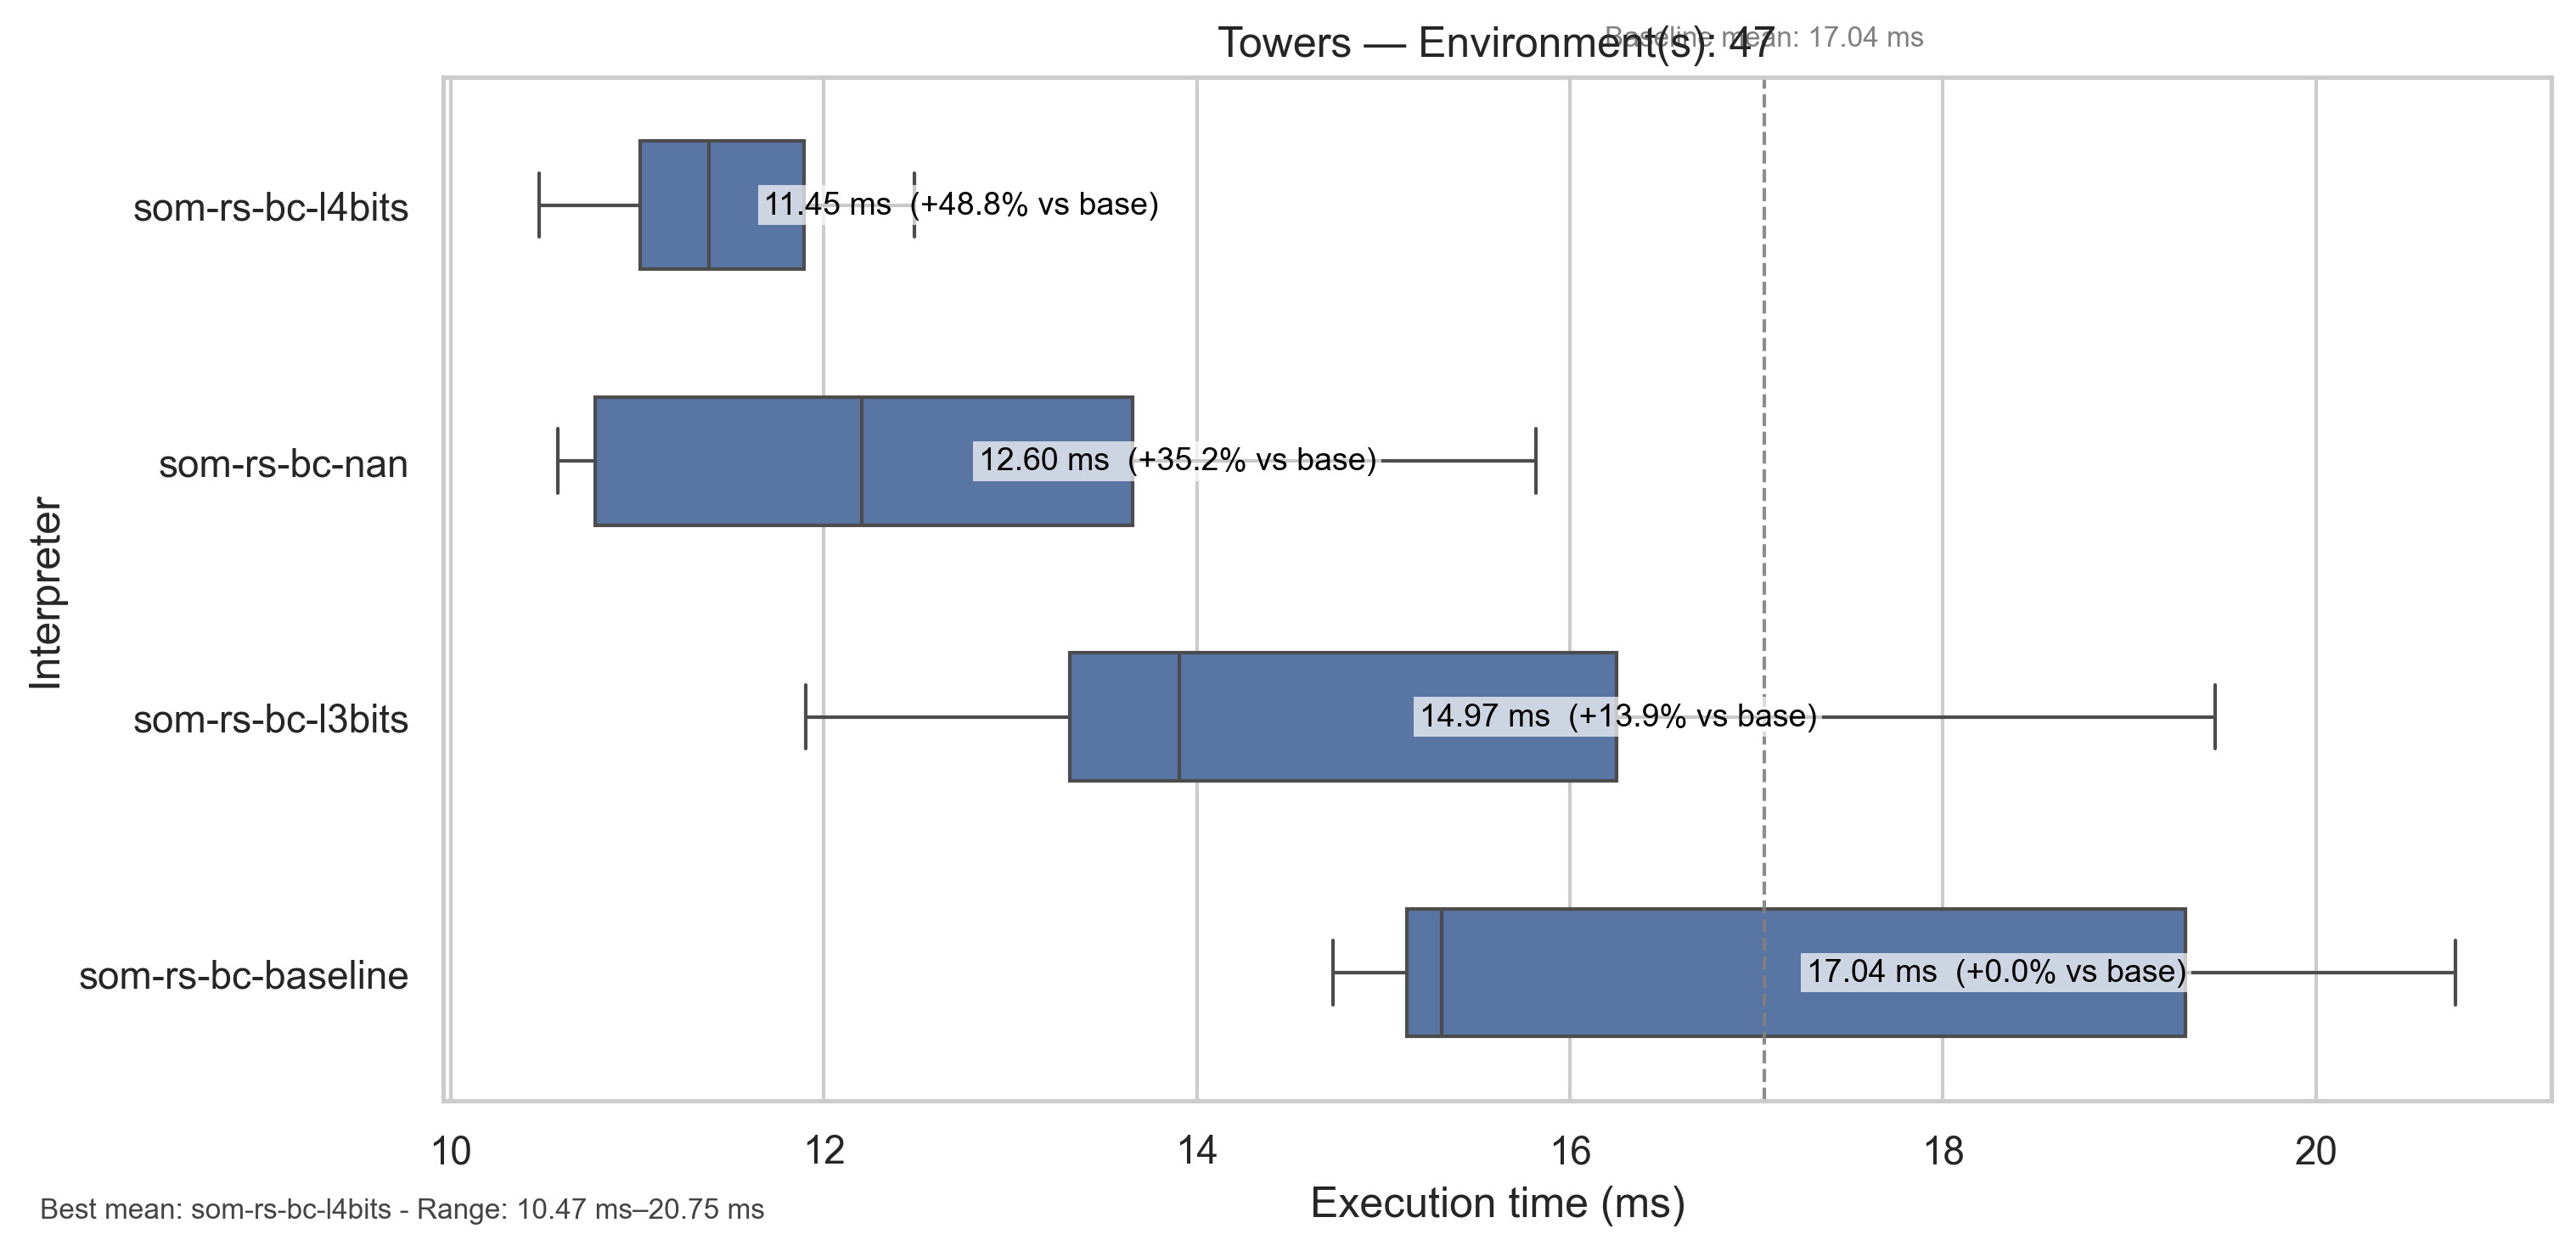 Towers — Environment(s): 47
Baseline mean: 17.04 ms
Interpreter
som-rs-bc-l4bits
11.45 ms (+48.8% vs base)
som-rs-bc-nan
12.60 ms (+35.2% vs base)
som-rs-bc-l3bits
14.97 ms (+13.9% vs base)
som-rs-bc-baseline
17.04 ms (+0.0% vs base)
10 12 14 16 18 20
Execution time (ms)
Best mean: som-rs-bc-l4bits - Range: 10.47 ms–20.75 ms